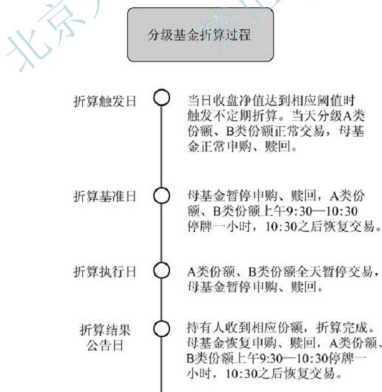 北京
分级基金折算过程
折算触发日
当日收盘净值达到相应阈值时
触发不定期折算。当天分级A类
份额、B类份额正常交易，母基
金正常申购、赎回。
折算基准日
母基金暂停申购、赎回，A类份
额、B类份额上午9:30—10:30
停牌一小时，10:30之后恢复交易。
折算执行日
A类份额、B类份额全天暂停交易，
母基金暂停申购、赎回。
折算结果
公告日
持有人收到相应份额，折算完成。
母基金恢复申购、赎回，A类份额、
B类份额上午9:30—10:30停牌一
小时，10:30之后恢复交易。